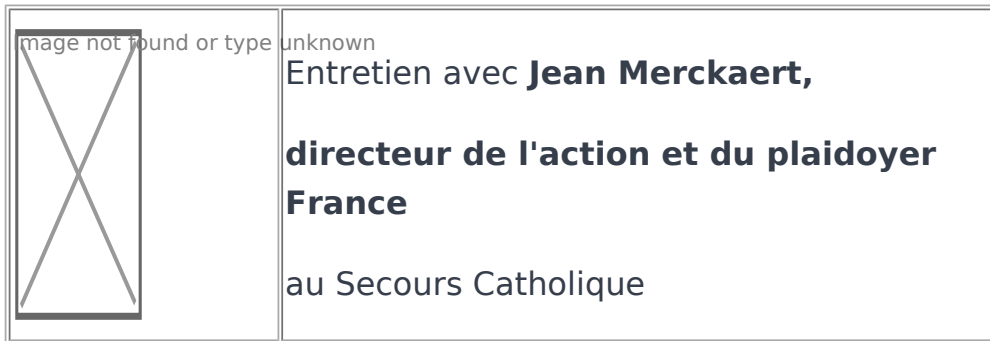 Image not found or type unknown
Entretien avec Jean Merckaert,
directeur de l'action et du plaidoyer
France
au Secours Catholique